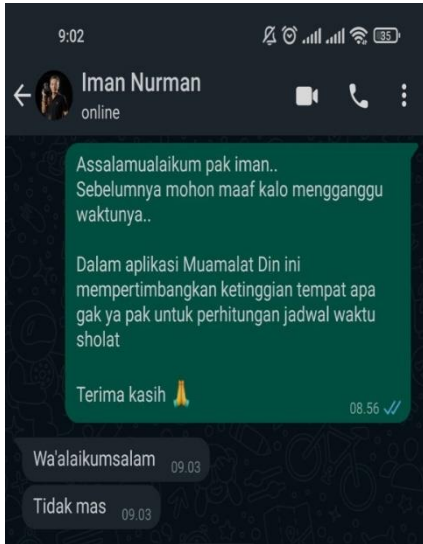 9:02
35
Iman Nurman
online
Assalamualaikum pak iman..
Sebelumnya mohon maaf kalo mengganggu
waktunya..
Dalam aplikasi Muamalat Din ini
mempertimbangkan ketinggian tempat apa
gak ya pak untuk perhitungan jadwal waktu
sholat
Terima kasih 🙏
08.56
Wa'alaikumsalam 09.03
Tidak mas 09.03